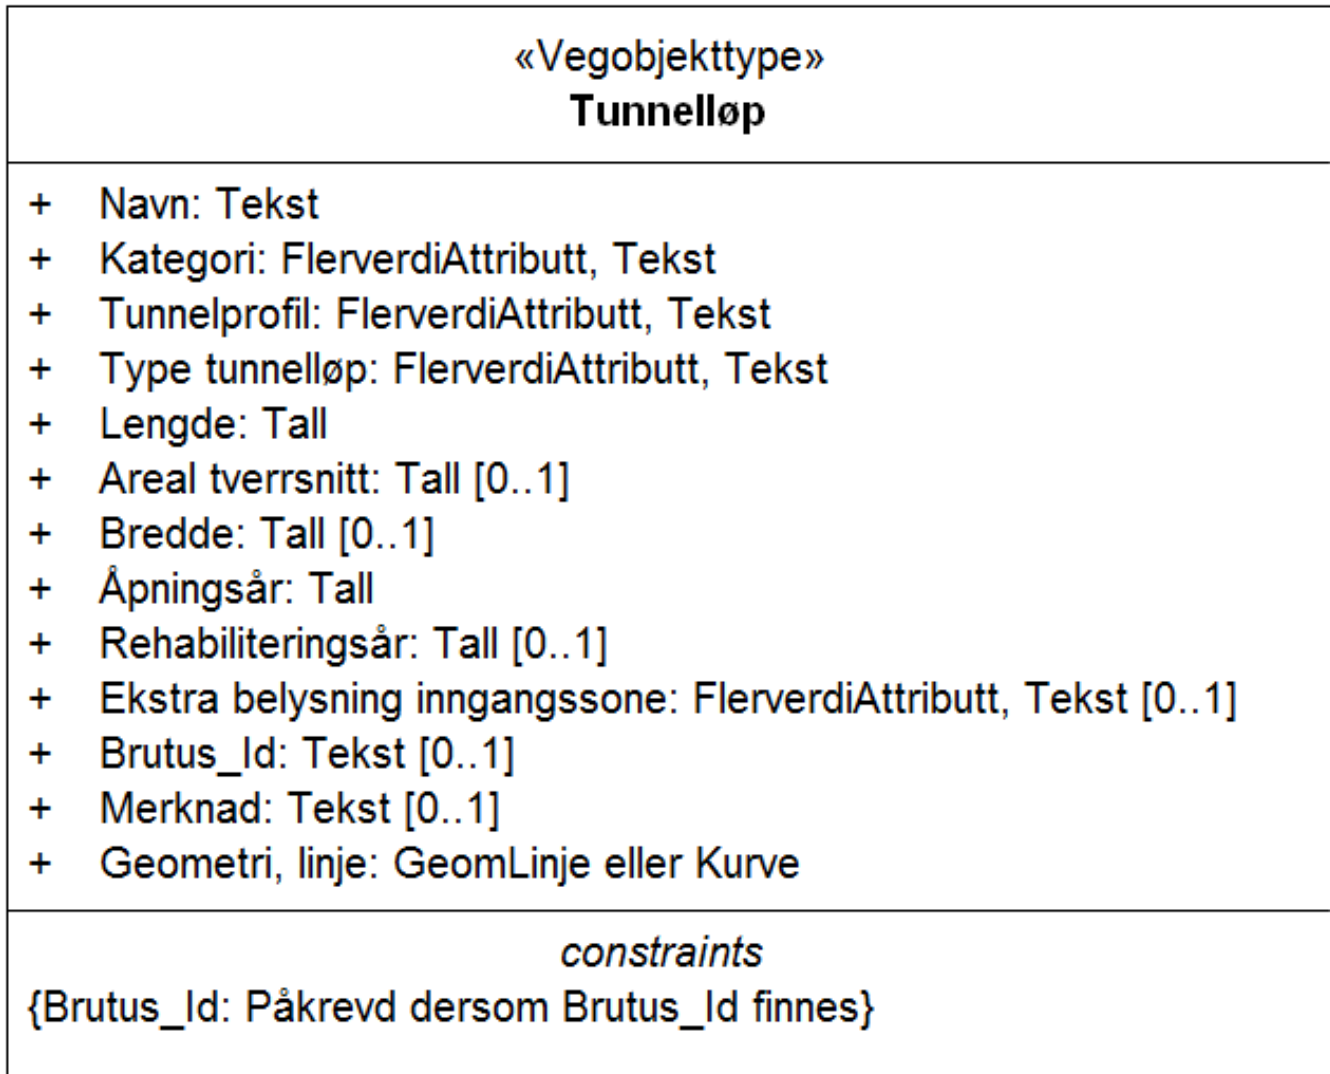 «Vegobjekttype»
Tunnelløp
+ Navn: Tekst
+ Kategori: FlerverdiAttributt, Tekst
+ Tunnelprofil: FlerverdiAttributt, Tekst
+ Type tunnelløp: FlerverdiAttributt, Tekst
+ Lengde: Tall
+ Areal tverrsnitt: Tall [0..1]
+ Bredde: Tall [0..1]
+ Åpningsår: Tall
+ Rehabiliteringsår: Tall [0..1]
+ Ekstra belysning inngangssone: FlerverdiAttributt, Tekst [0..1]
+ Brutus_Id: Tekst [0..1]
+ Merknad: Tekst [0..1]
+ Geometri, linje: GeomLinje eller Kurve
constraints
{Brutus_Id: Påkrevd dersom Brutus_Id finnes}